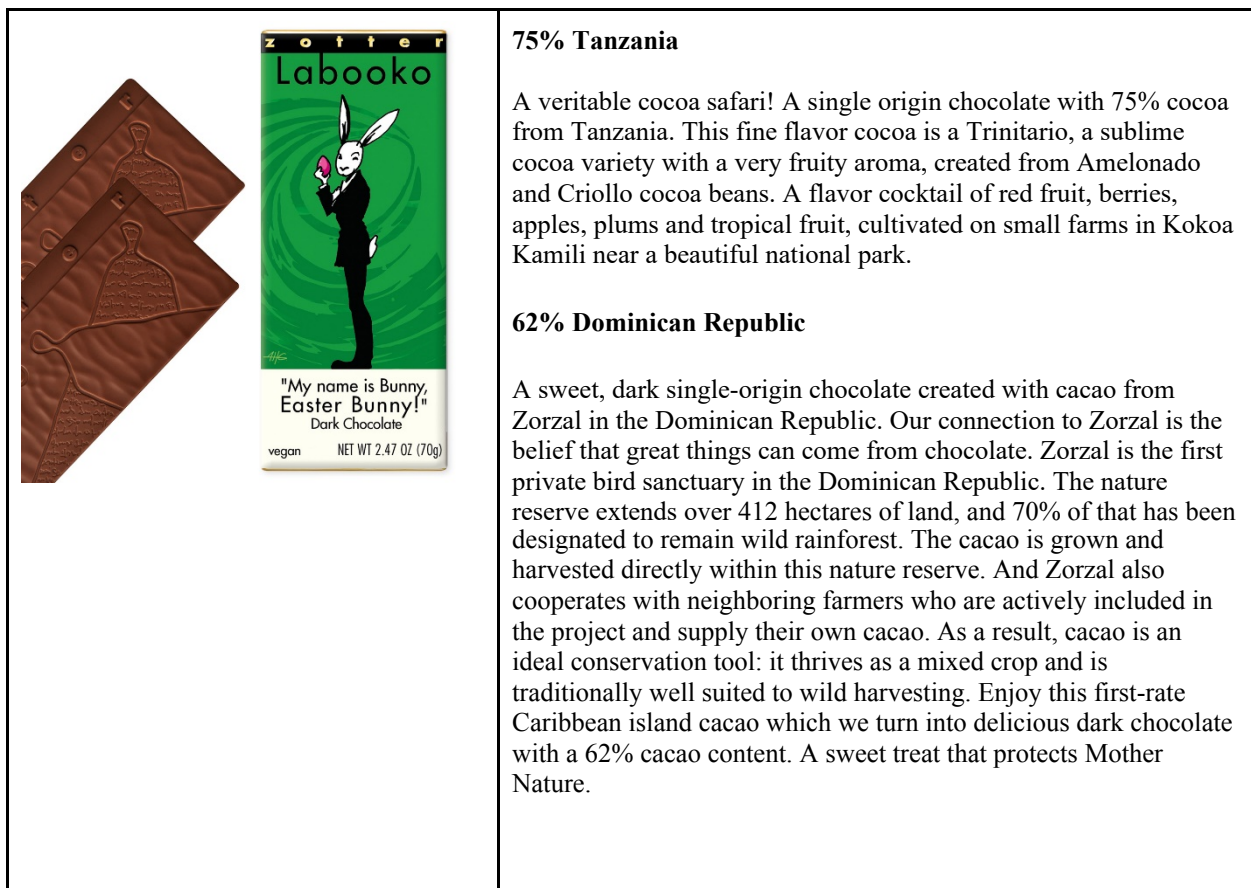 zotter
Labooko
AHG
"My name is Bunny,
Easter Bunny!"
Dark Chocolate
vegan NET WT 2.47 OZ (70g)
75% Tanzania
A veritable cocoa safari! A single origin chocolate with 75% cocoa
from Tanzania. This fine flavor cocoa is a Trinitario, a sublime
cocoa variety with a very fruity aroma, created from Amelonado
and Criollo cocoa beans. A flavor cocktail of red fruit, berries,
apples, plums and tropical fruit, cultivated on small farms in Kokoa
Kamili near a beautiful national park.
62% Dominican Republic
A sweet, dark single-origin chocolate created with cacao from
Zorzal in the Dominican Republic. Our connection to Zorzal is the
belief that great things can come from chocolate. Zorzal is the first
private bird sanctuary in the Dominican Republic. The nature
reserve extends over 412 hectares of land, and 70% of that has been
designated to remain wild rainforest. The cacao is grown and
harvested directly within this nature reserve. And Zorzal also
cooperates with neighboring farmers who are actively included in
the project and supply their own cacao. As a result, cacao is an
ideal conservation tool: it thrives as a mixed crop and is
traditionally well suited to wild harvesting. Enjoy this first-rate
Caribbean island cacao which we turn into delicious dark chocolate
with a 62% cacao content. A sweet treat that protects Mother
Nature.